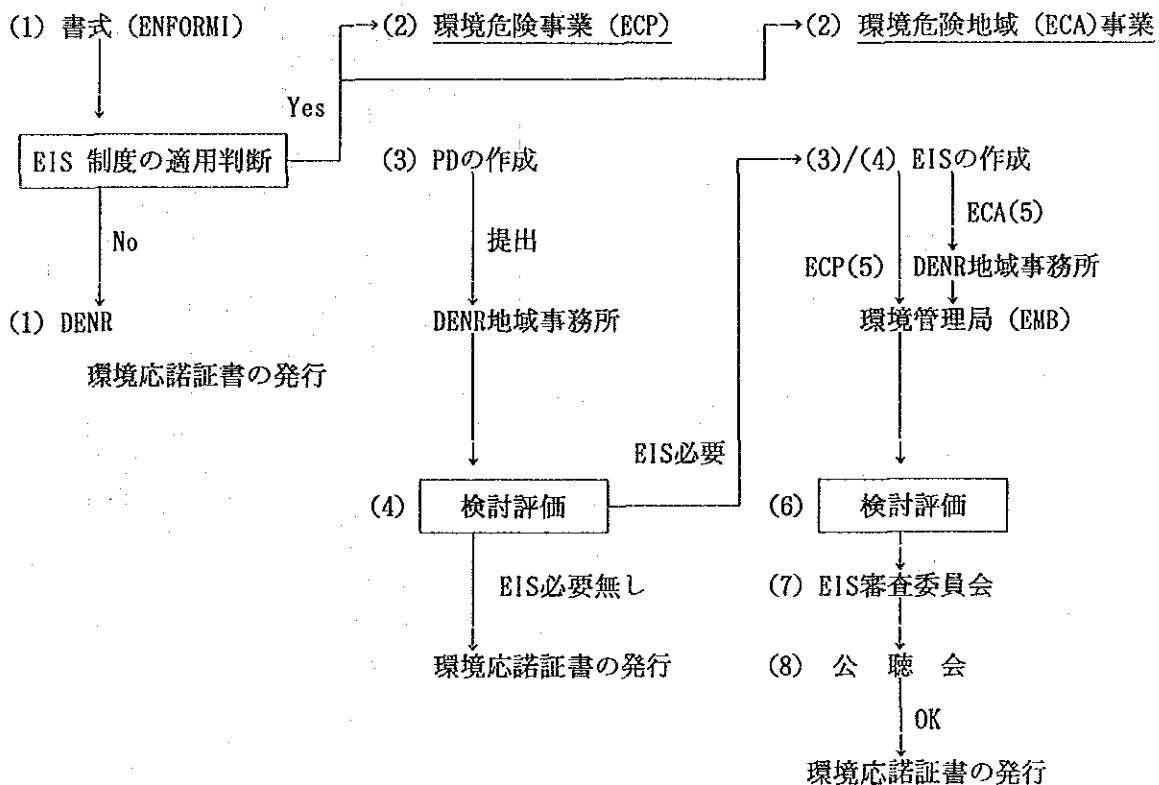 (1) 書式 (ENFORMI)
(2) 環境危険事業 (ECP)
(2) 環境危険地域 (ECA)事業
Yes
EIS 制度の適用判断
(3) PDの作成
(3)/(4) EISの作成
No
提出
ECA(5)
ECP(5)
DENR地域事務所
(1) DENR
DENR地域事務所
環境管理局 (EMB)
環境応諾証書の発行
EIS必要
(4)
検討評価
(6)
検討評価
EIS必要無し
(7) EIS審査委員会
環境応諾証書の発行
(8) 公 聴 会
OK
環境応諾証書の発行